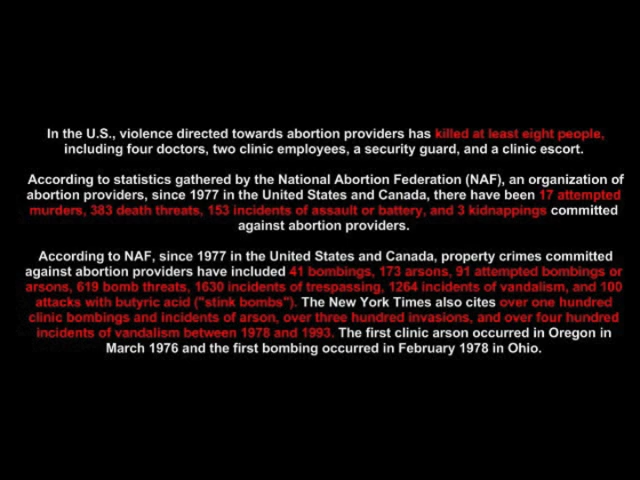 In the U.S., violence directed towards abortion providers has killed at least eight people,
including four doctors, two clinic employees, a security guard, and a clinic escort.
According to statistics gathered by the National Abortion Federation (NAF), an organization of
abortion providers, since 1977 in the United States and Canada, there have been 17 attempted
murders, 383 death threats, 153 incidents of assault or battery, and 3 kidnappings committed
against abortion providers.
According to NAF, since 1977 in the United States and Canada, property crimes committed
against abortion providers have included 41 bombings, 173 arsons, 91 attempted bombings or
arsons, 619 bomb threats, 1630 incidents of trespassing, 1264 incidents of vandalism, and 100
attacks with butyric acid ("stink bombs"). The New York Times also cites over one hundred
clinic bombings and incidents of arson, over three hundred invasions, and over four hundred
incidents of vandalism between 1978 and 1993. The first clinic arson occurred in Oregon in
March 1976 and the first bombing occurred in February 1978 in Ohio.